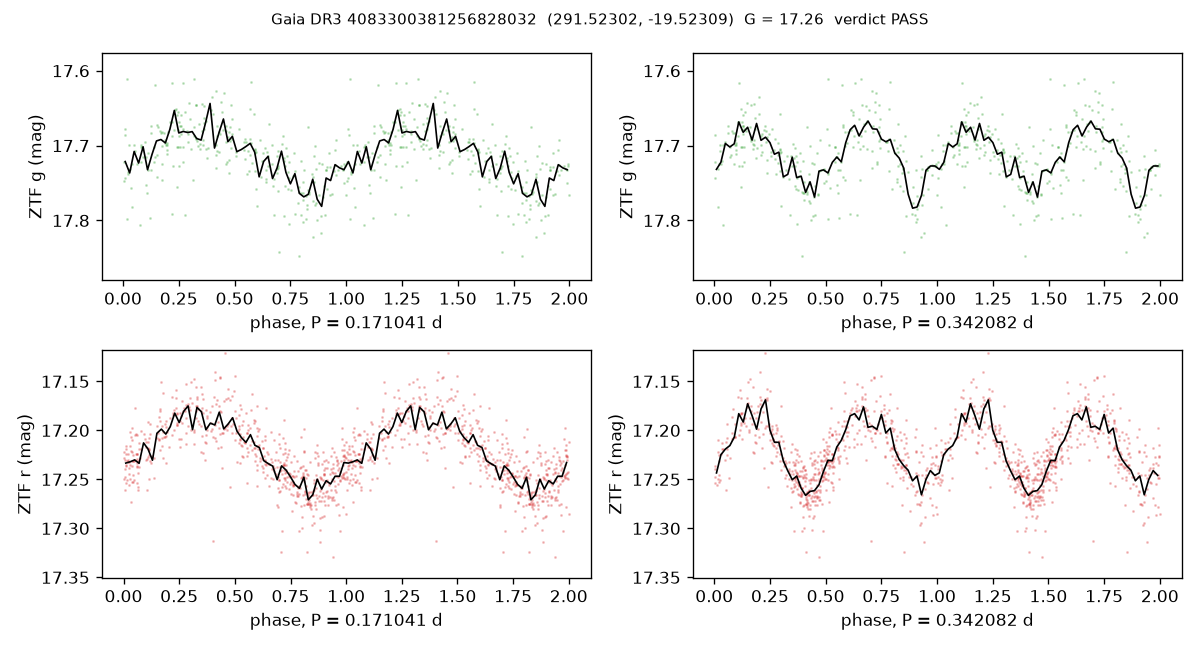 Gaia DR3 4083300381256828032  (291.52302, -19.52309)  G = 17.26  verdict PASS
ZTF g (mag)
17.6
17.7
17.8
0.00 0.25 0.50 0.75 1.00 1.25 1.50 1.75 2.00
phase, P = 0.171041 d
ZTF g (mag)
17.6
17.7
17.8
0.00 0.25 0.50 0.75 1.00 1.25 1.50 1.75 2.00
phase, P = 0.342082 d
ZTF r (mag)
17.15
17.20
17.25
17.30
17.35
0.00 0.25 0.50 0.75 1.00 1.25 1.50 1.75 2.00
phase, P = 0.171041 d
ZTF r (mag)
17.15
17.20
17.25
17.30
17.35
0.00 0.25 0.50 0.75 1.00 1.25 1.50 1.75 2.00
phase, P = 0.342082 d